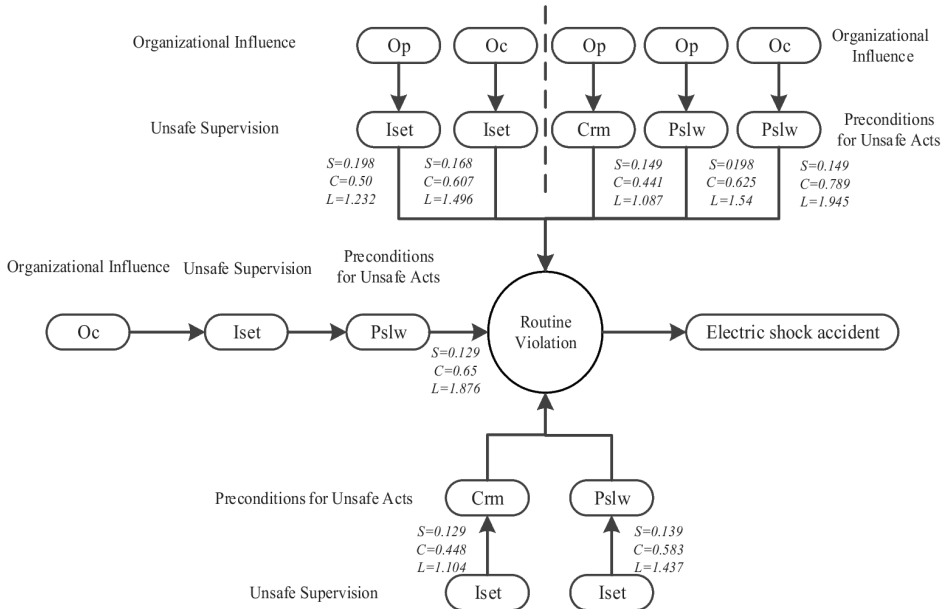 Organizational Influence
Op
Oc
Op
Op
Oc
Organizational
Influence
Unsafe Supervision
Iset
Iset
Crm
Pslw
Pslw
Preconditions
for Unsafe Acts
S=0.198
C=0.50
L=1.232
S=0.168
C=0.607
L=1.496
S=0.149
C=0.441
L=1.087
S=0198
C=0.625
L=1.54
S=0.149
C=0.789
L=1.945
Organizational Influence
Unsafe Supervision
Preconditions
for Unsafe Acts
Oc
Iset
Pslw
S=0.129
C=0.65
L=1.876
Routine
Violation
Electric shock accident
Preconditions for Unsafe Acts
Crm
Pslw
S=0.129
C=0.448
L=1.104
S=0.139
C=0.583
L=1.437
Unsafe Supervision
Iset
Iset